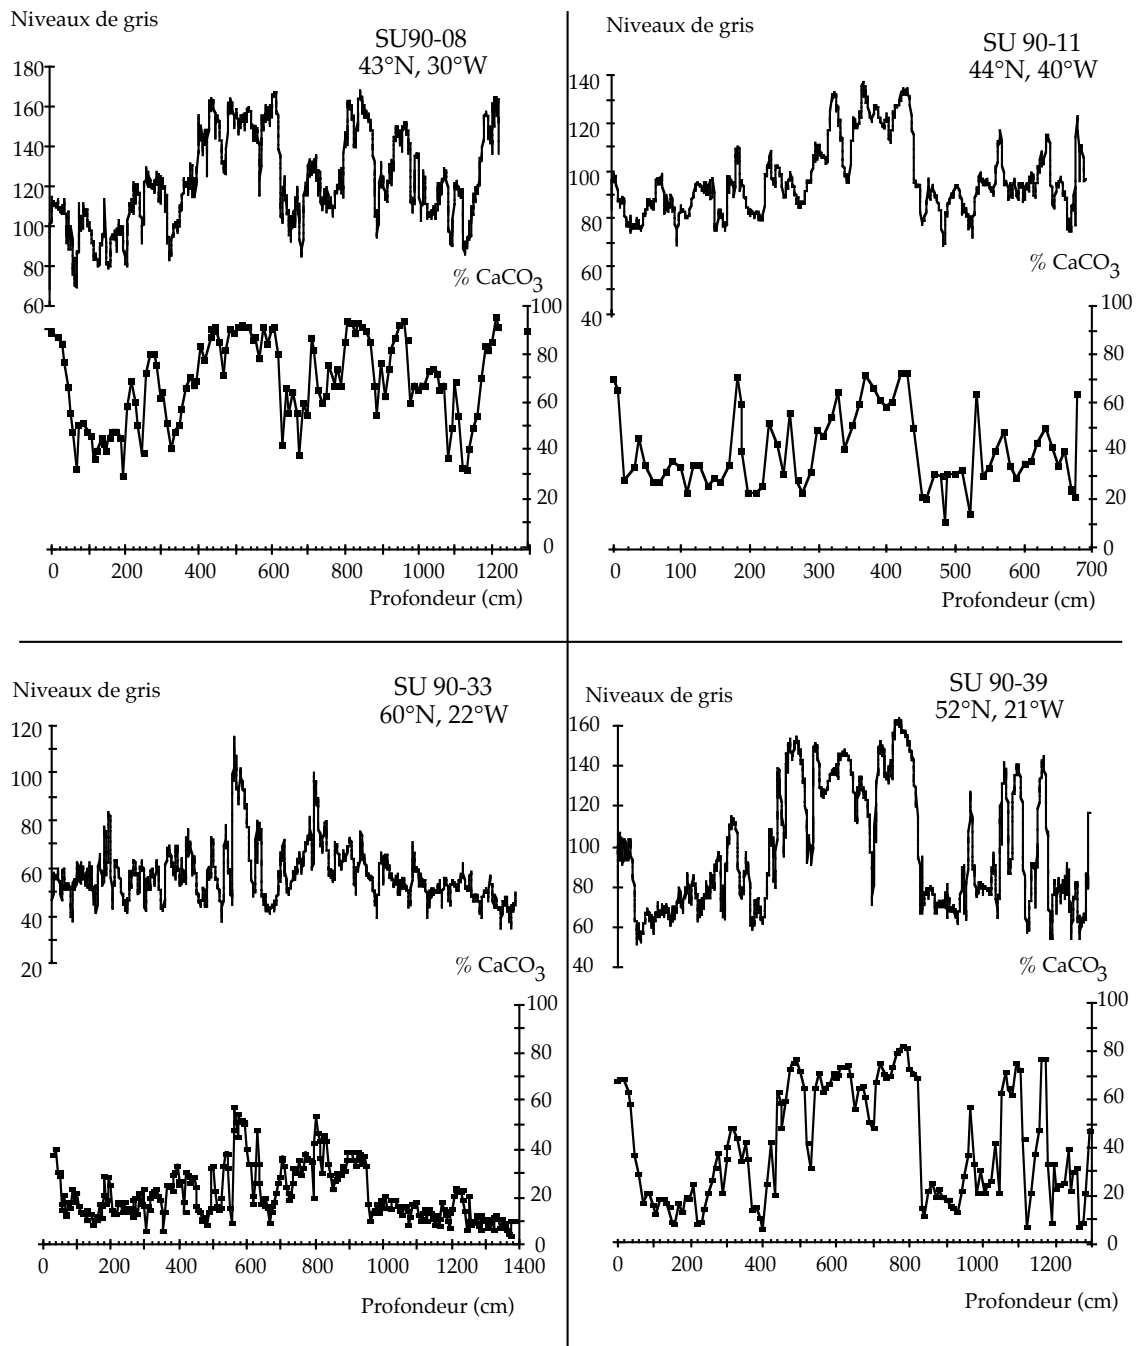 Niveaux de gris
SU90-08
43°N, 30°W
180
160
140
120
100
80
60
% CaCO3
100
80
60
40
20
0
0 200 400 600 800 1000 1200
Profondeur (cm)
Niveaux de gris
SU 90-11
44°N, 40°W
140
120
100
80
60
40
% CaCO3
100
80
60
40
20
0
0 100 200 300 400 500 600 700
Profondeur (cm)
Niveaux de gris
SU 90-33
60°N, 22°W
120
100
80
60
40
20
% CaCO3
100
80
60
40
20
0
0 200 400 600 800 1000 1200 1400
Profondeur (cm)
Niveaux de gris
SU 90-39
52°N, 21°W
160
140
120
100
80
60
40
% CaCO3
100
80
60
40
20
0
0 200 400 600 800 1000 1200
Profondeur (cm)